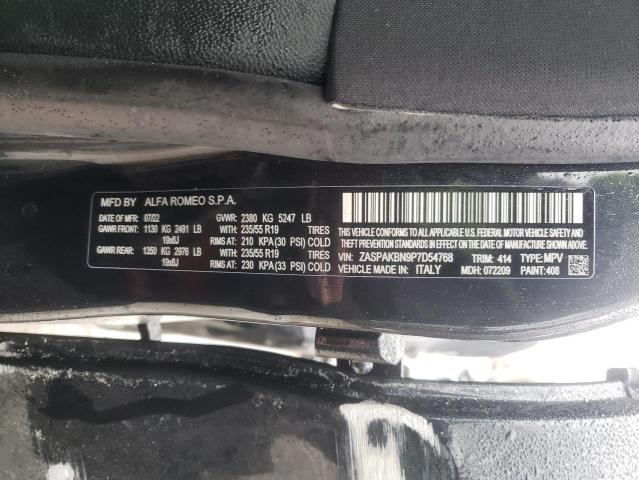 MFD BY ALFA ROMEO S.P.A.
DATE OF MFR: 07/22 GVWR: 2380 KG 5247 LB
GAWR FRONT: 1130 KG 2491 LB WITH 235/55 R19 TIRES
19x8J RIMS AT: 210 KPA (30 PSI) COLD
GAWR REAR: 1350 KG 2976 LB WITH 235/55 R19 TIRES
19x8J RIMS AT: 230 KPA (33 PSI) COLD
THIS VEHICLE CONFORMS TO ALL APPLICABLE U.S. FEDERAL MOTOR VEHICLE SAFETY,
BUMPER, AND THEFT PREVENTION STANDARDS IN EFFECT ON THE DATE OF MANUFACTURE SHOWN ABOVE.
VIN: ZASPAKBN9P7D54768 TRIM: 414 TYPE: MPV
VEHICLE MADE IN: ITALY MDH: 072209 PAINT: 408